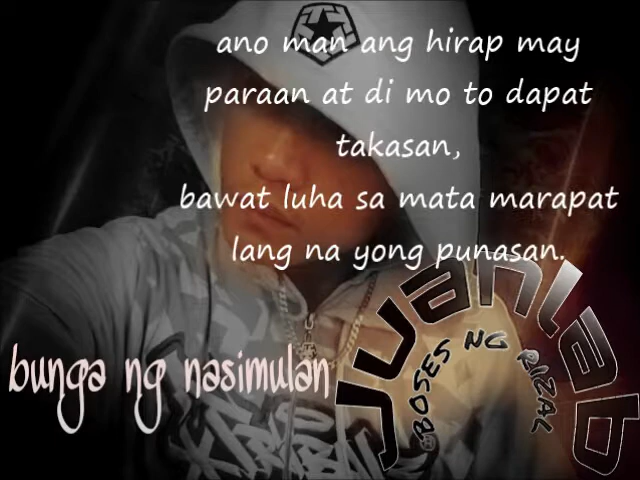 ano man ang hirap may
paraan at di mo to dapat
takasan,
bawat luha sa mata marapat
lang na yong punasan.
Juanlab
BOSES NG RIZAL
bunga ng nasimulan